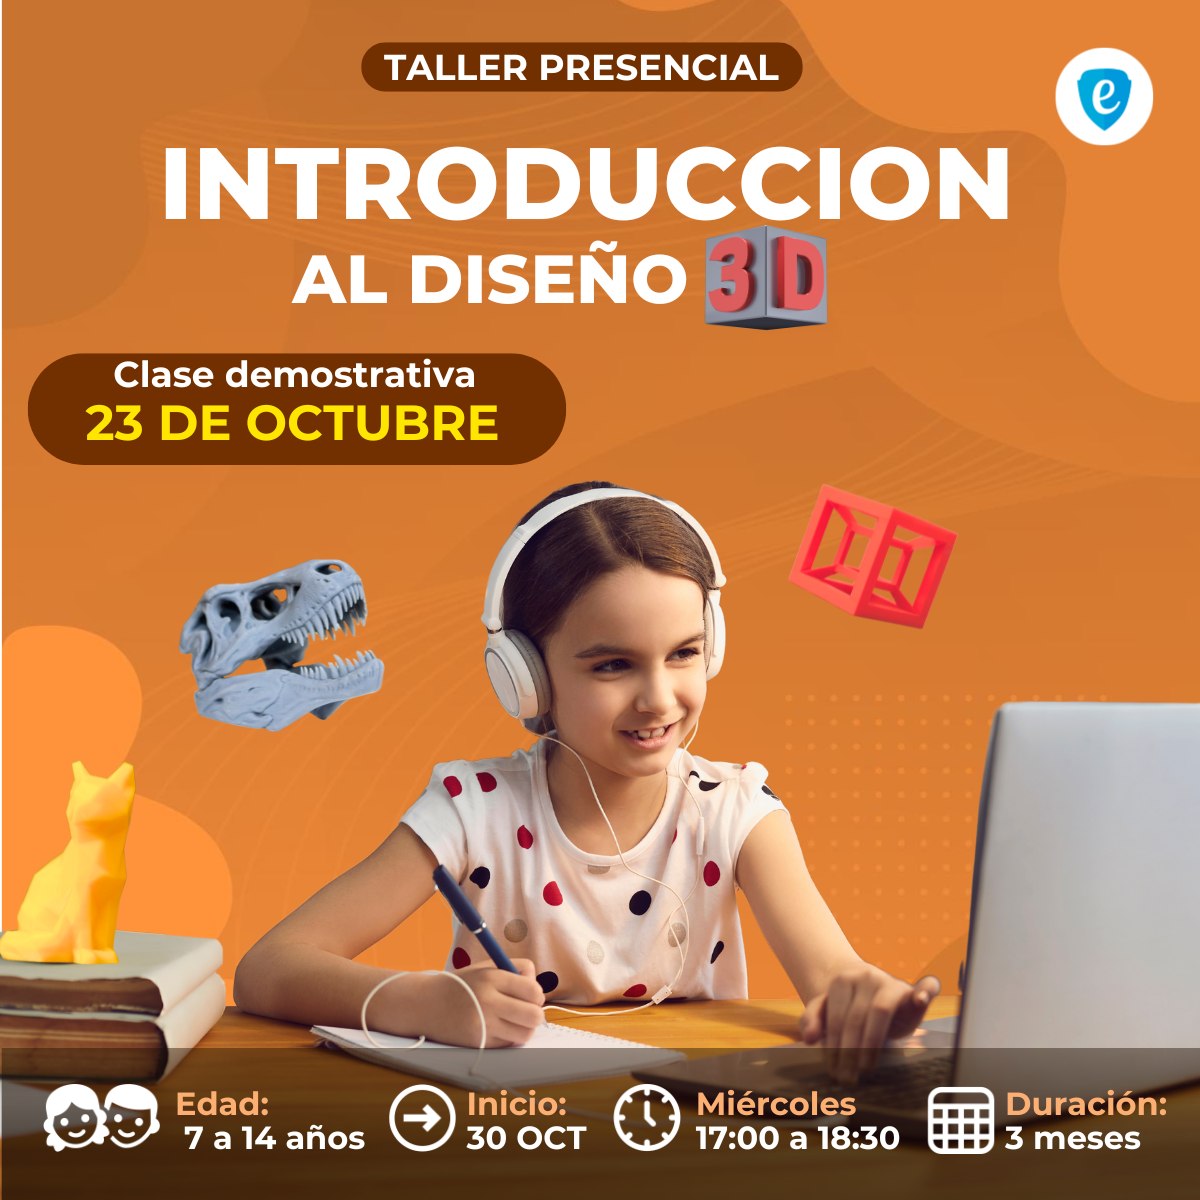 TALLER PRESENCIAL
e
INTRODUCCION
AL DISEÑO 3D
Clase demostrativa
23 DE OCTUBRE
Edad:
7 a 14 años
Inicio:
30 OCT
Miércoles
17:00 a 18:30
Duración:
3 meses